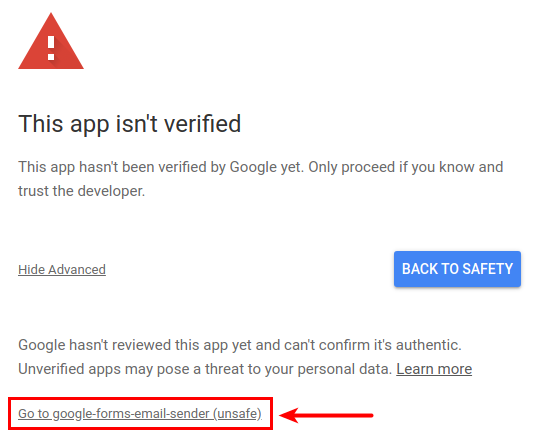 This app isn't verified
This app hasn't been verified by Google yet. Only proceed if you know and
trust the developer.
Hide Advanced
BACK TO SAFETY
Google hasn't reviewed this app yet and can't confirm it's authentic.
Unverified apps may pose a threat to your personal data. Learn more
Go to google-forms-email-sender (unsafe)